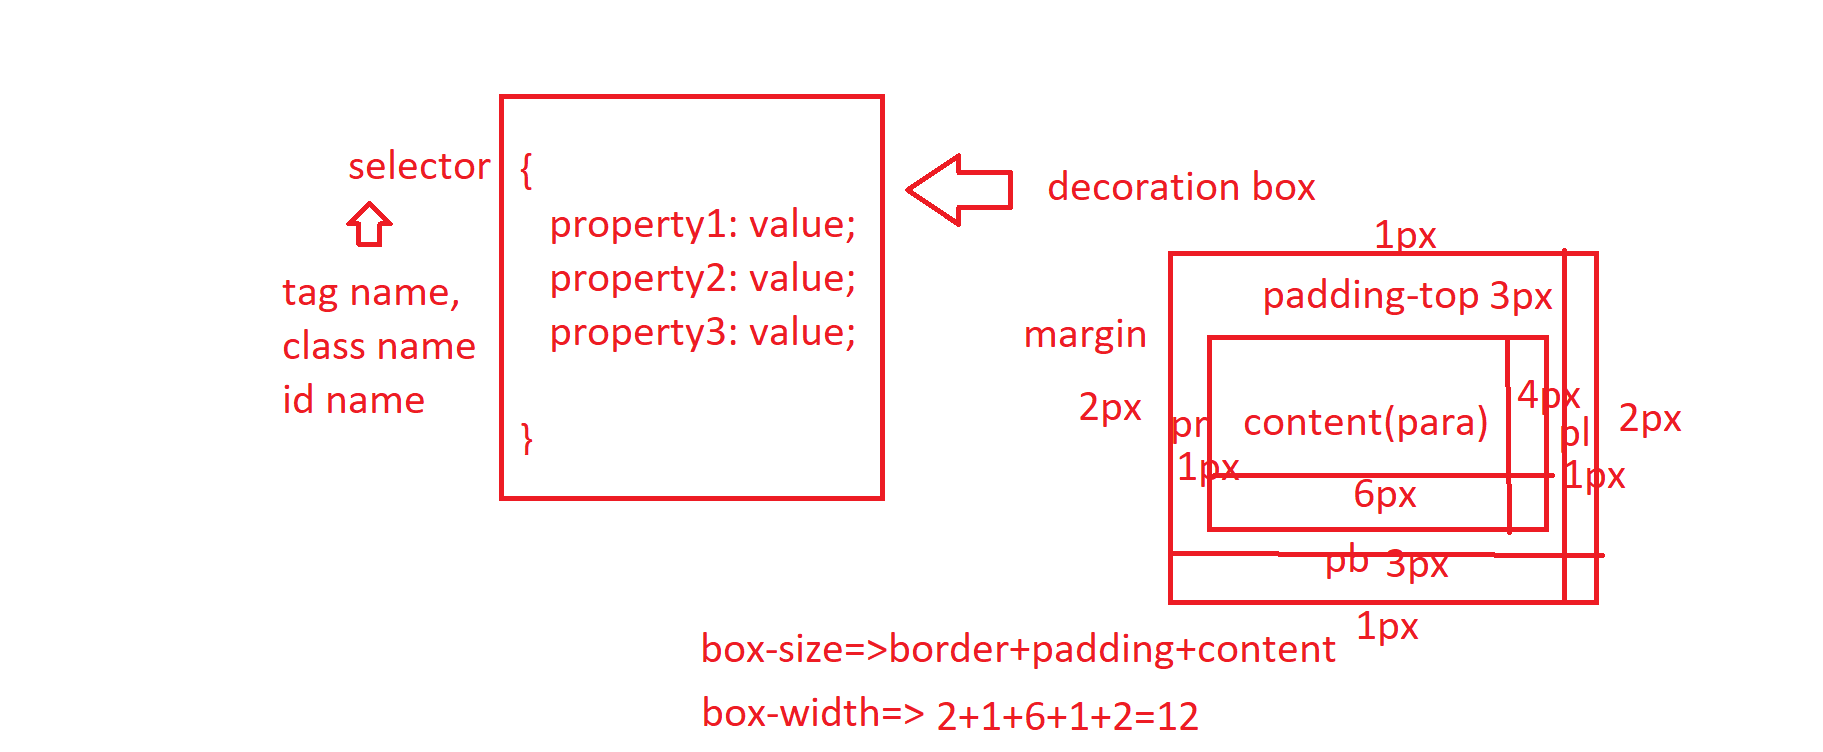 selector
{
property1: value;
property2: value;
property3: value;
}
tag name,
class name
id name
decoration box
1px
padding-top 3px
margin
2px
pr
1px
content(para)
4px
pl
1px
2px
6px
pb 3px
1px
box-size=>border+padding+content
box-width=> 2+1+6+1+2=12